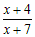 x + 4
x + 7